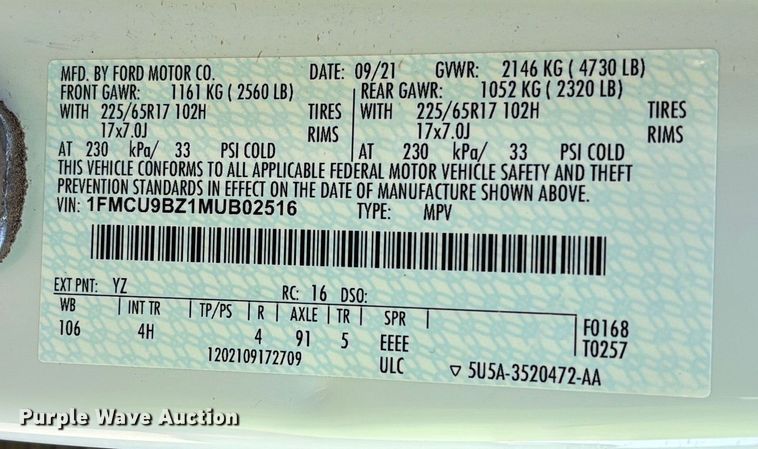 MFD. BY FORD MOTOR CO. DATE: 09/21 GVWR: 2146 KG ( 4730 LB)
FRONT GAWR: 1161 KG ( 2560 LB) REAR GAWR: 1052 KG ( 2320 LB)
WITH 225/65R17 102H TIRES WITH 225/65R17 102H TIRES
17x7.0J RIMS 17x7.0J RIMS
AT 230 kPa/ 33 PSI COLD AT 230 kPa/ 33 PSI COLD
THIS VEHICLE CONFORMS TO ALL APPLICABLE FEDERAL MOTOR VEHICLE SAFETY AND THEFT
PREVENTION STANDARDS IN EFFECT ON THE DATE OF MANUFACTURE SHOWN ABOVE.
VIN: 1FMCU9BZ1MUB02516 TYPE: MPV
EXT PNT: YZ RC: 16 DSO:
WB INT TR TP/PS R AXLE TR SPR F0168
106 4H 4 91 5 EEEE T0257
1202109172709 ULC 5U5A-3520472-AA
Purple Wave Auction